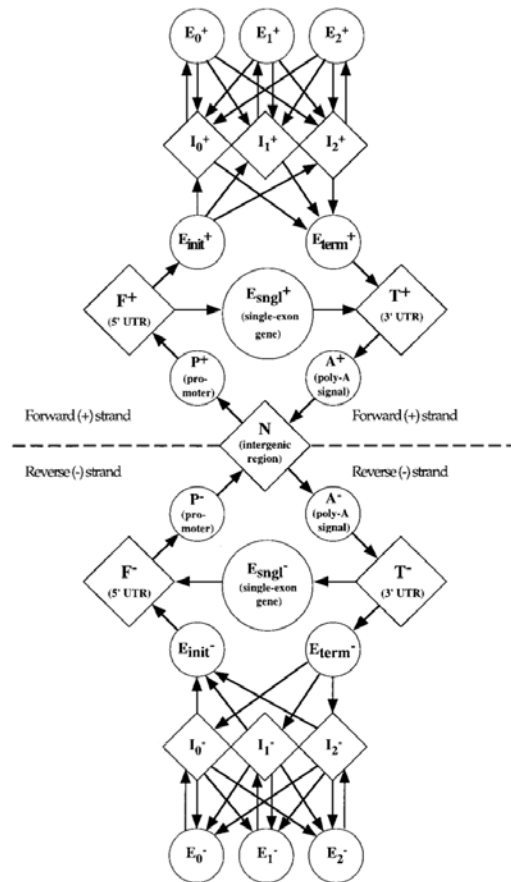 E0+ E1+ E2+
I0+ I1+ I2+
Einit+ Eterm+
F+
(5' UTR)
Esngl+
(single-exon
gene)
T+
(3' UTR)
P+
(pro-
moter)
A+
(poly-A
signal)
Forward (+) strand
N
(intergenic
region)
Forward (+) strand
Reverse (-) strand
Reverse (-) strand
P-
(pro-
moter)
A-
(poly-A
signal)
F-
(5' UTR)
Esngl-
(single-exon
gene)
T-
(3' UTR)
Einit- Eterm-
I0- I1- I2-
E0- E1- E2-